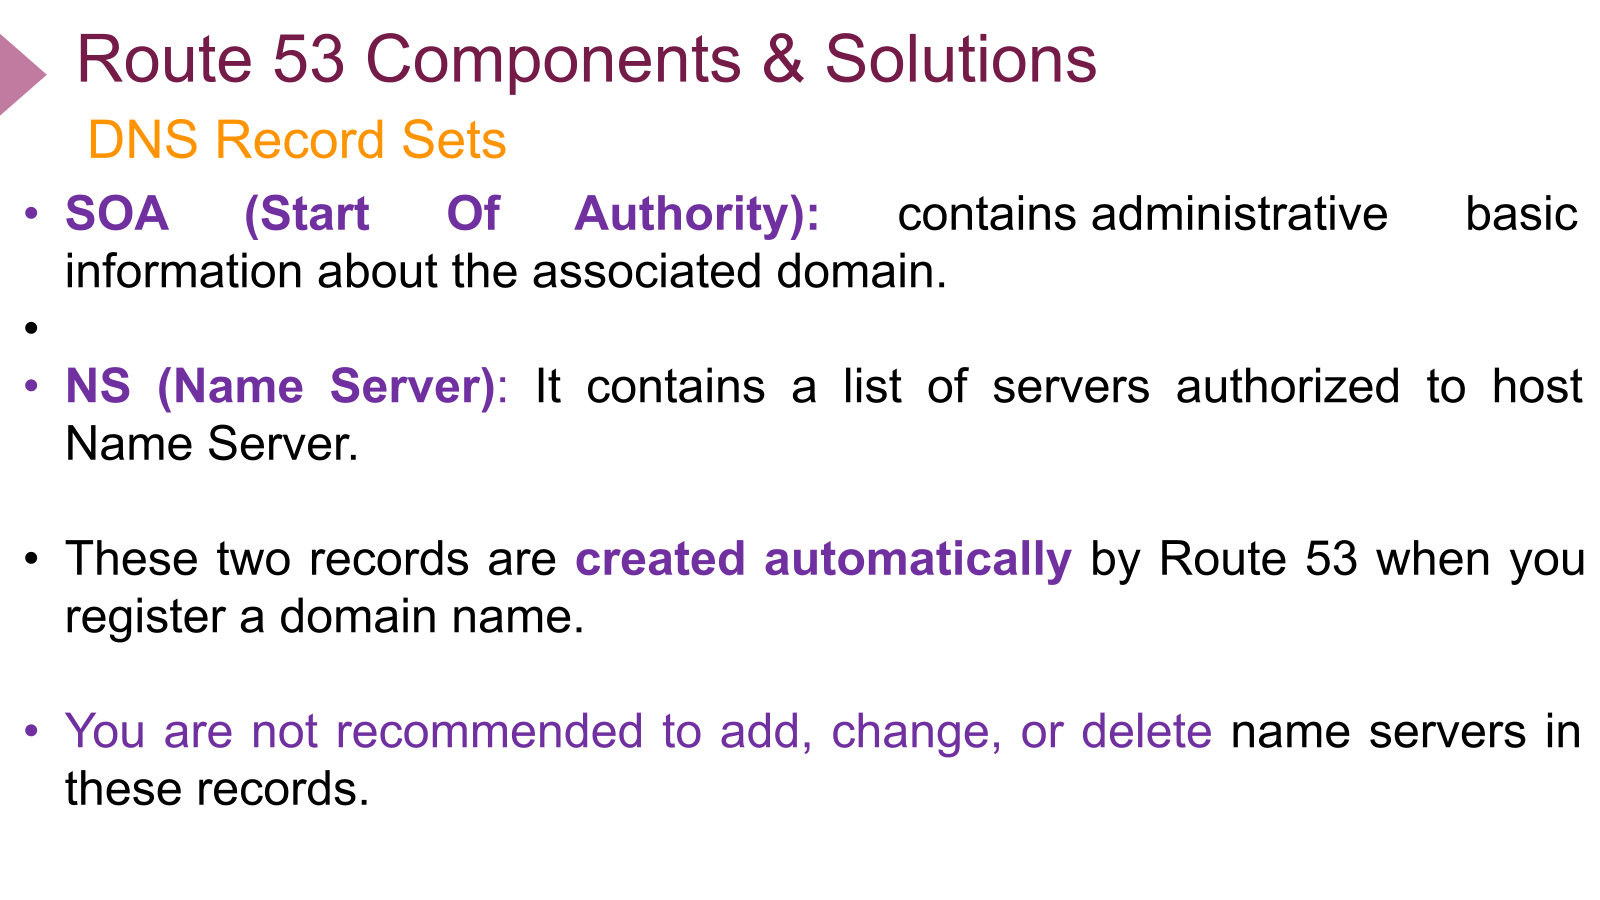 Route 53 Components & Solutions
DNS Record Sets
• SOA (Start Of Authority): contains administrative basic
information about the associated domain.
•
• NS (Name Server): It contains a list of servers authorized to host
Name Server.
• These two records are created automatically by Route 53 when you
register a domain name.
• You are not recommended to add, change, or delete name servers in
these records.